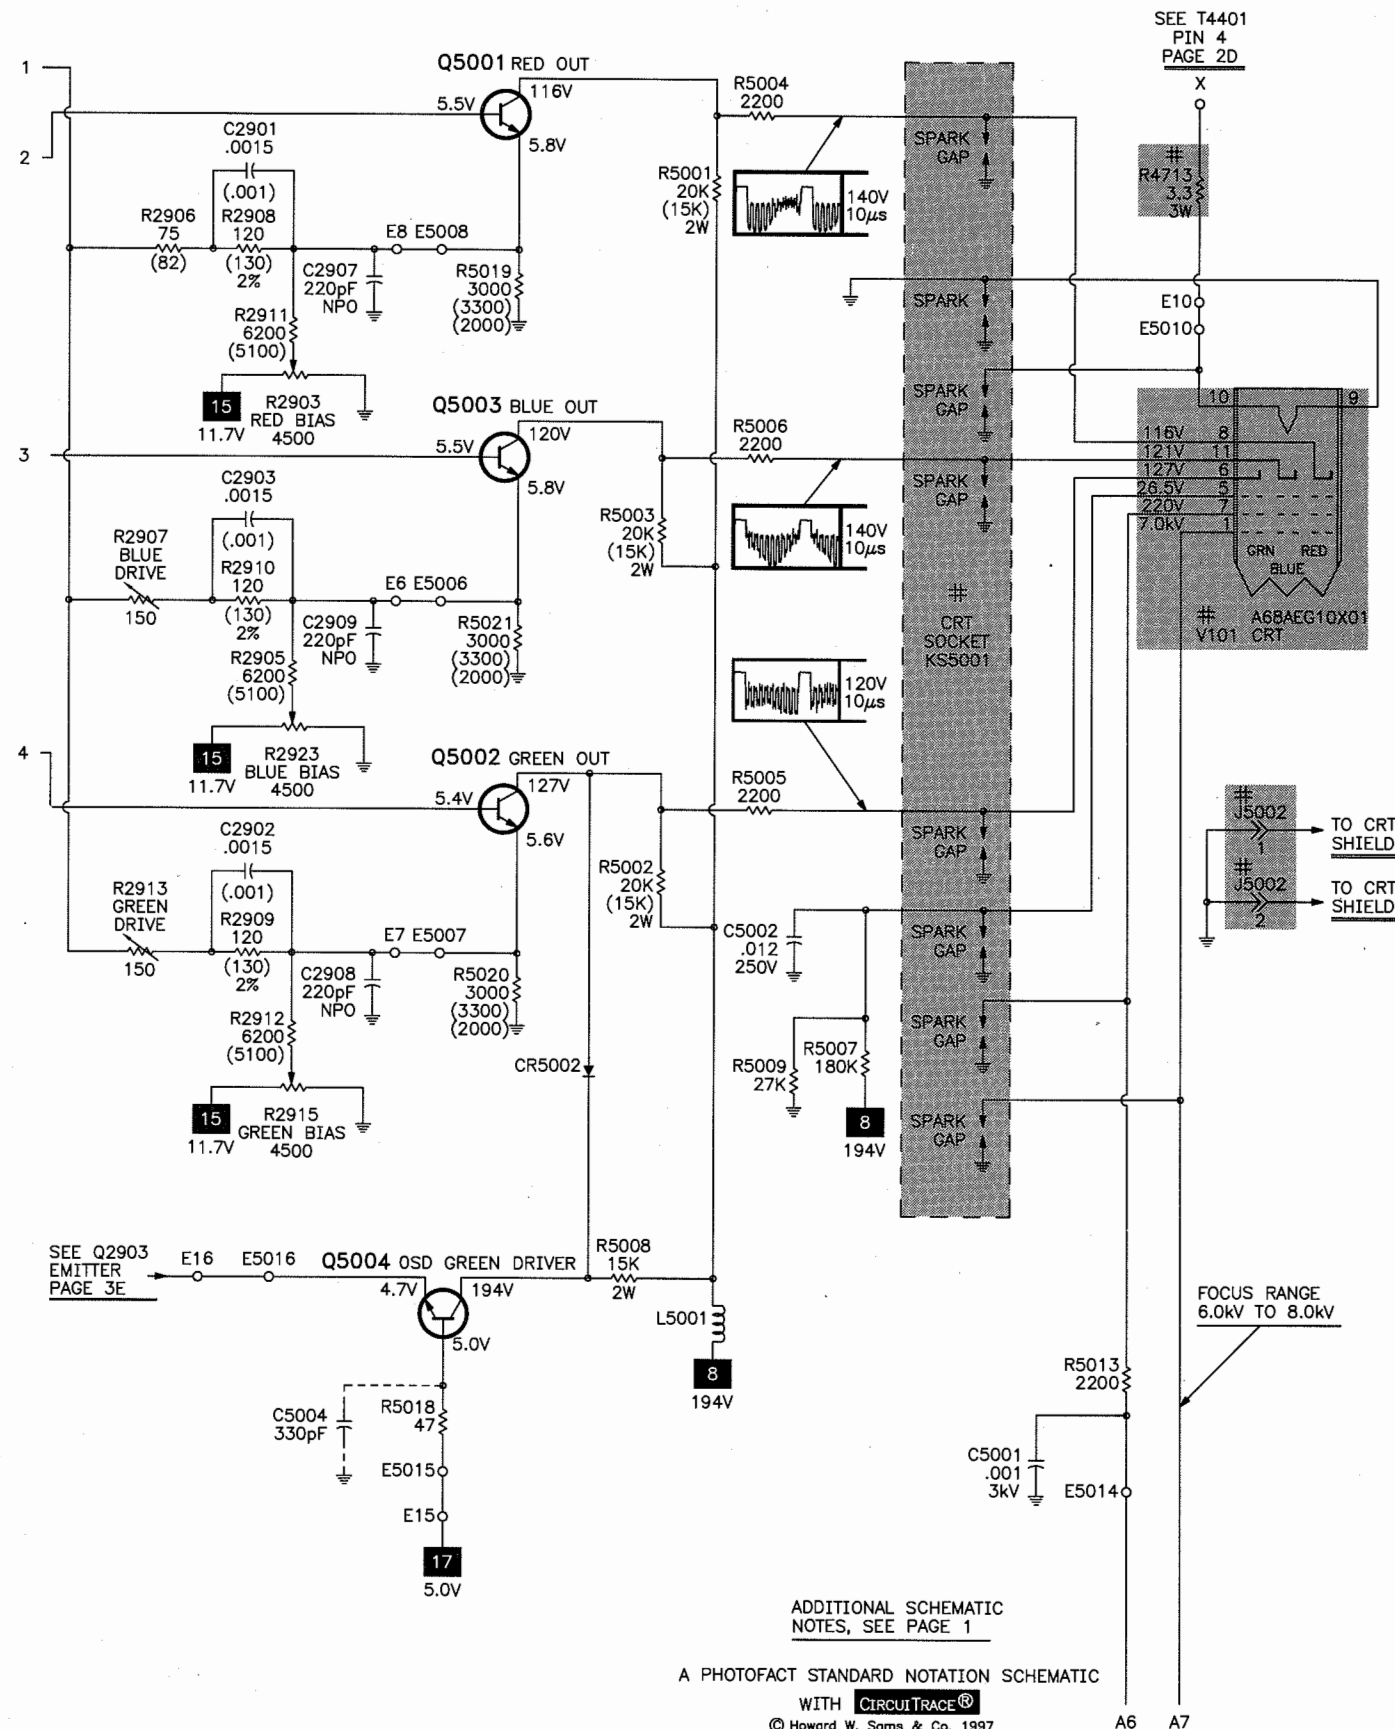 SEE T4401
PIN 4
PAGE 2D
X
#
R4713
3.3
3W
E10
E5010
1
2
Q5001 RED OUT
5.5V
116V
5.8V
C2901
.0015
(.001)
R2906
75
(82)
R2908
120
(130)
2%
C2907
220pF
NPO
E8 E5008
R5019
3000
(3300)
(2000)
R2911
6200
(5100)
15
11.7V
R2903
RED BIAS
4500
R5004
2200
R5001
20K
(15K)
2W
140V
10µs
SPARK
GAP
SPARK
SPARK
GAP
3
Q5003 BLUE OUT
5.5V
120V
5.8V
C2903
.0015
(.001)
R2907
BLUE
DRIVE
150
R2910
120
(130)
2%
C2909
220pF
NPO
E6 E5006
R5021
3000
(3300)
(2000)
R2905
6200
(5100)
15
11.7V
R2923
BLUE BIAS
4500
R5006
2200
R5003
20K
(15K)
2W
140V
10µs
SPARK
GAP
#
CRT
SOCKET
KS5001
10
9
116V 8
121V 11
127V 6
26.5V 5
220V 7
7.0kV 1
GRN RED
BLUE
#
V101
A68AEG10X01
CRT
120V
10µs
4
Q5002 GREEN OUT
5.4V
127V
5.6V
C2902
.0015
(.001)
R2913
GREEN
DRIVE
150
R2909
120
(130)
2%
C2908
220pF
NPO
E7 E5007
R5020
3000
(3300)
(2000)
R2912
6200
(5100)
15
11.7V
R2915
GREEN BIAS
4500
R5005
2200
R5002
20K
(15K)
2W
SPARK
GAP
C5002
.012
250V
SPARK
GAP
#
J5002
1
TO CRT
SHIELD
#
J5002
2
TO CRT
SHIELD
SPARK
GAP
R5009
27K
R5007
180K
8
194V
SPARK
GAP
CR5002
SEE Q2903
EMITTER
PAGE 3E
E16
E5016
Q5004 OSD GREEN DRIVER
4.7V
194V
5.0V
R5008
15K
2W
L5001
8
194V
C5004
330pF
R5018
47
E5015
E15
17
5.0V
FOCUS RANGE
6.0kV TO 8.0kV
R5013
2200
C5001
.001
3kV
E5014
ADDITIONAL SCHEMATIC
NOTES, SEE PAGE 1
A PHOTOFACT STANDARD NOTATION SCHEMATIC
WITH CIRCUITRACE®
© Howard W. Sams & Co. 1997
A6
A7